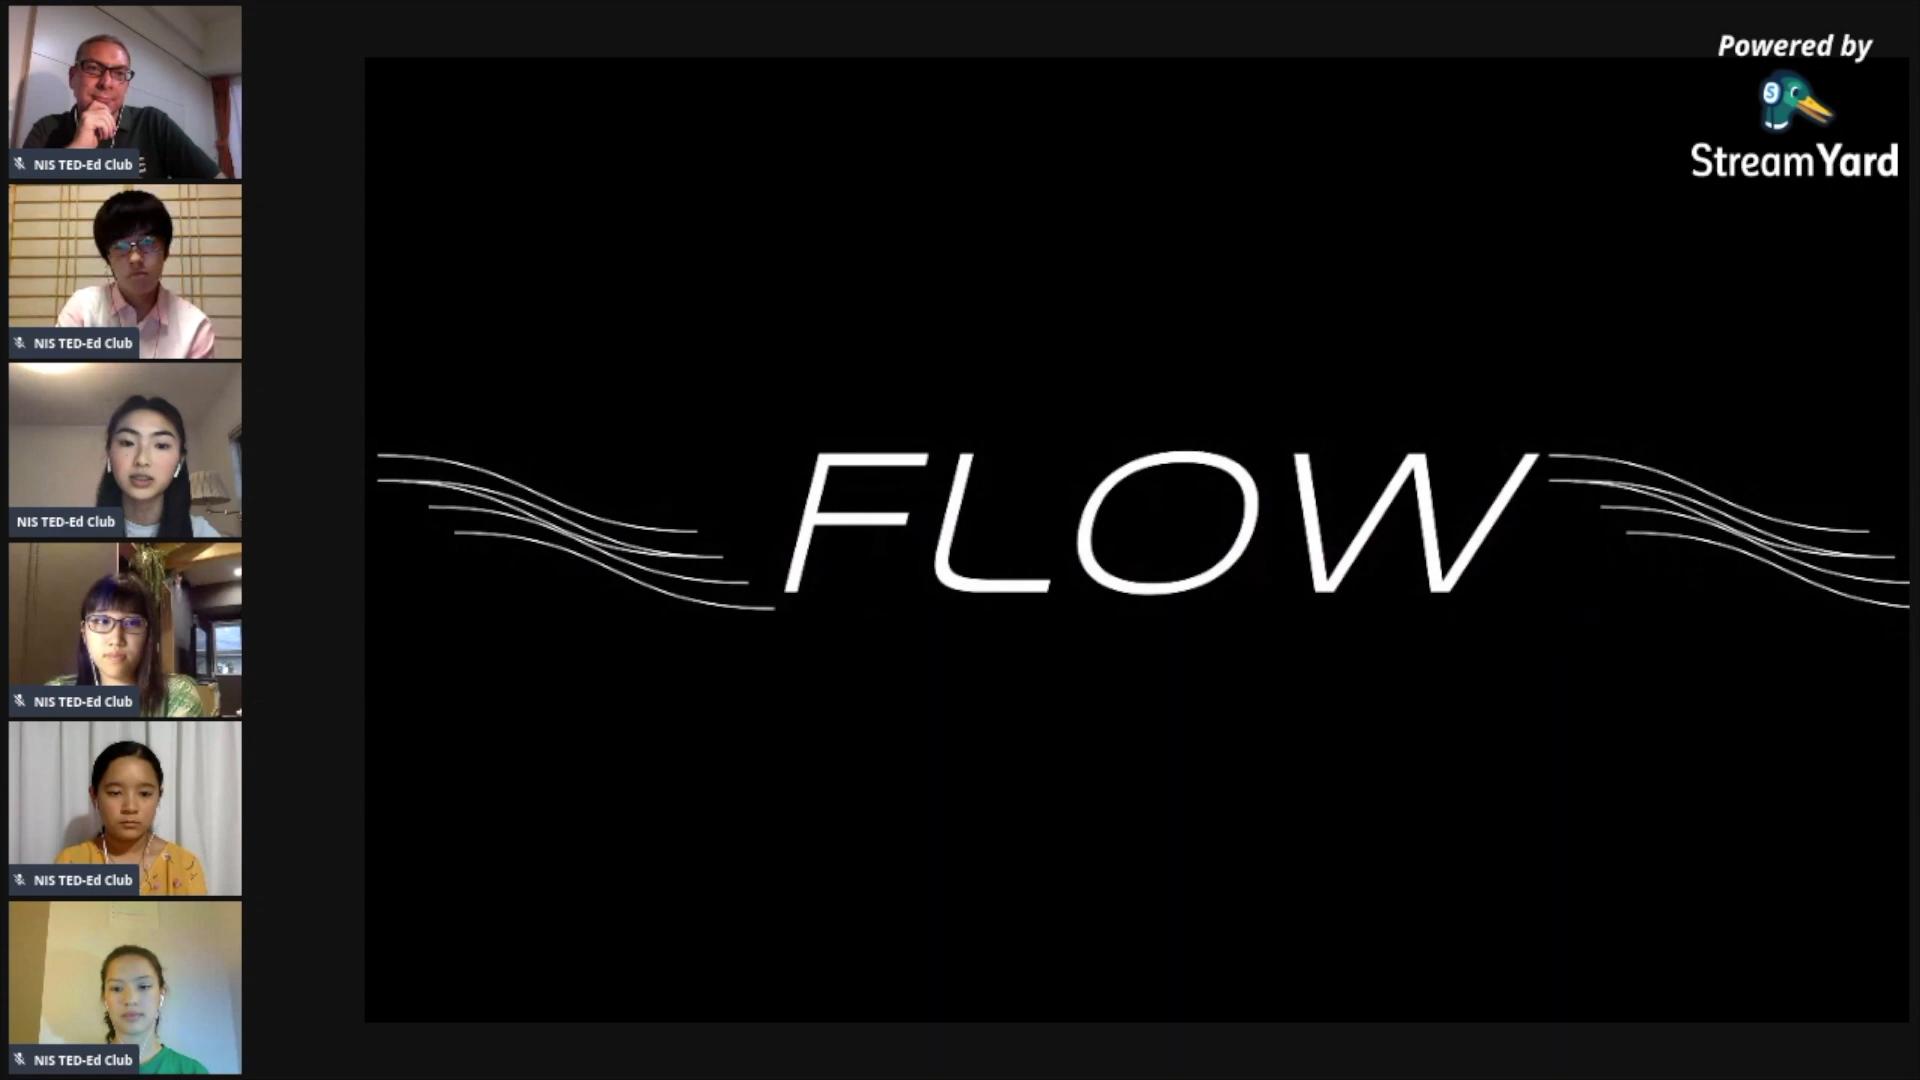 NIS TED-Ed Club
NIS TED-Ed Club
NIS TED-Ed Club
NIS TED-Ed Club
NIS TED-Ed Club
NIS TED-Ed Club
FLOW
Powered by
S
StreamYard